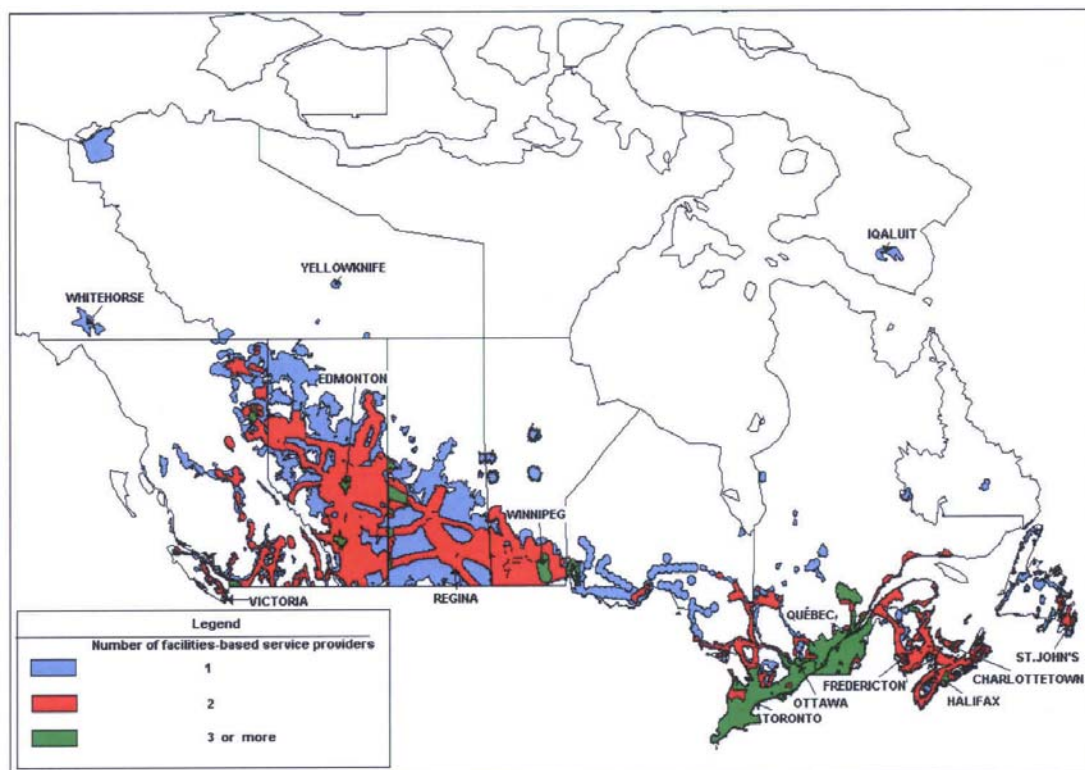 IQALUIT
YELLOWKNIFE
WHITEHORSE
EDMONTON
WINNIPEG
VICTORIA
REGINA
QUÉBEC
ST.JOHN'S
CHARLOTTETOWN
FREDERICTON
HALIFAX
OTTAWA
TORONTO
Legend
Number of facilities-based service providers
1
2
3 or more